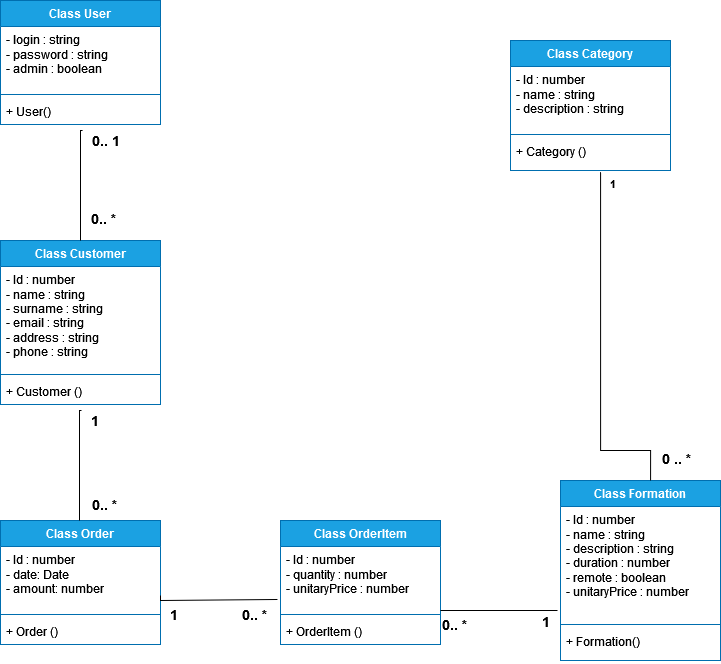 Class User
- login : string
- password : string
- admin : boolean
+ User()
0.. 1
0.. *
Class Customer
- Id : number
- name : string
- surname : string
- email : string
- address : string
- phone : string
+ Customer ()
1
0.. *
Class Order
- Id : number
- date: Date
- amount: number
+ Order ()
1
0.. *
Class OrderItem
- Id : number
- quantity : number
- unitaryPrice : number
+ OrderItem ()
0.. *
1
Class Category
- Id : number
- name : string
- description : string
+ Category ()
1
0 .. *
Class Formation
- Id : number
- name : string
- description : string
- duration : number
- remote : boolean
- unitaryPrice : number
+ Formation()